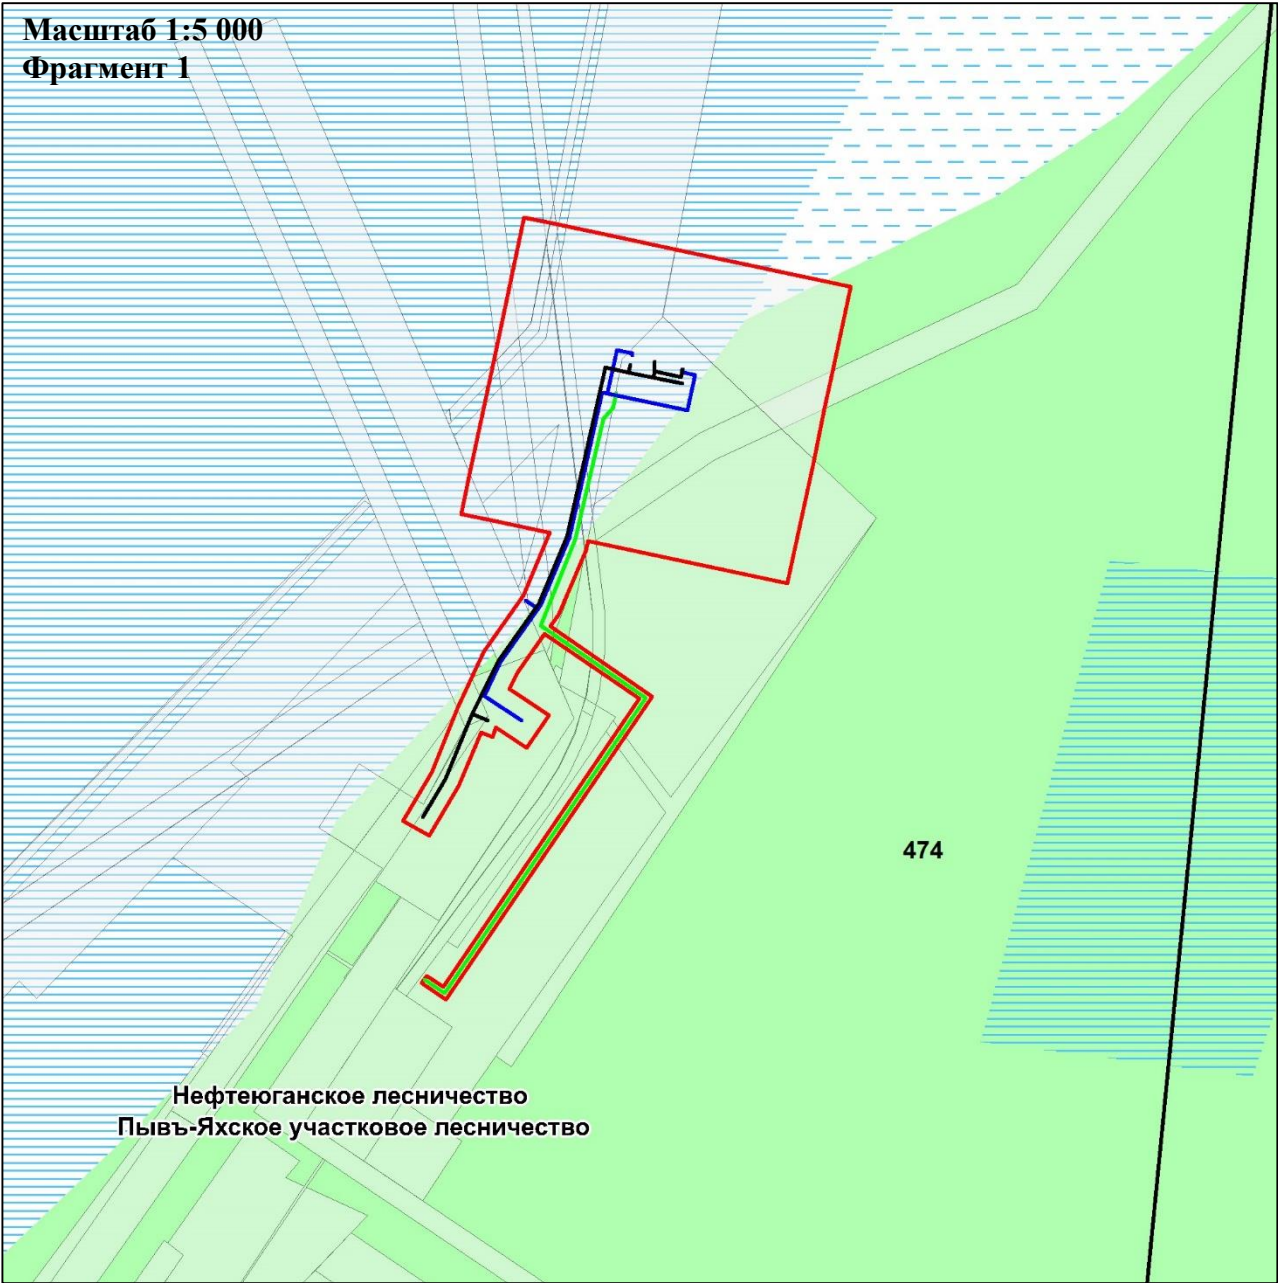 Масштаб 1:5 000
Фрагмент 1
474
Нефтеюганское лесничество
Пывъ-Яхское участковое лесничество